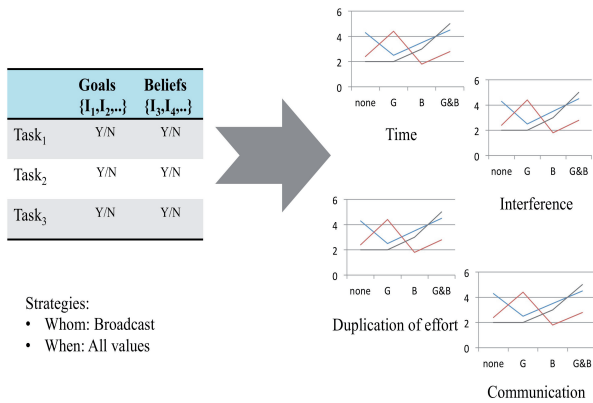 Goals Beliefs
{I₁,I₂,..} {I₃,I₄,..}
Task₁ Y/N Y/N
Task₂ Y/N Y/N
Task₃ Y/N Y/N
Strategies:
• Whom: Broadcast
• When: All values
6
4
2
0
none G B G&B
Time
6
4
2
0
none G B G&B
Interference
6
4
2
0
none G B G&B
Duplication of effort
6
4
2
0
none G B G&B
Communication